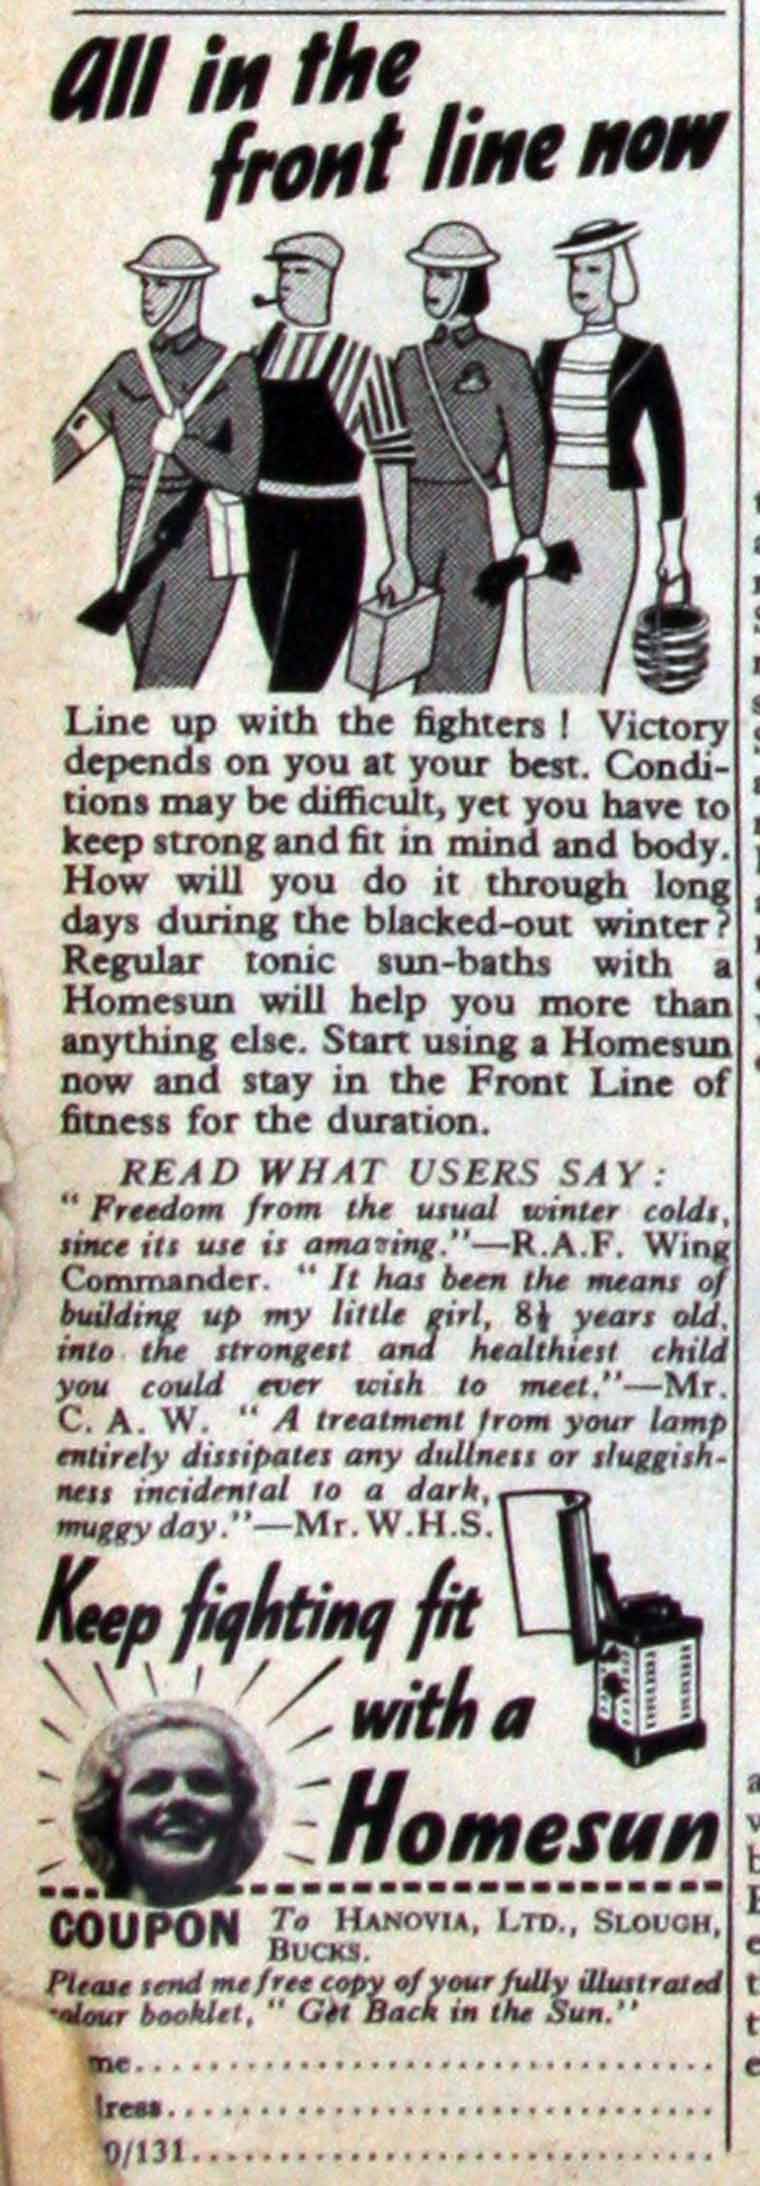 All in the
front line now
Line up with the fighters ! Victory
depends on you at your best. Condi-
tions may be difficult, yet you have to
keep strong and fit in mind and body.
How will you do it through long
days during the blacked-out winter?
Regular tonic sun-baths with a
Homesun will help you more than
anything else. Start using a Homesun
now and stay in the Front Line of
fitness for the duration.
READ WHAT USERS SAY:
" Freedom from the usual winter colds,
since its use is amazing."—R.A.F. Wing
Commander. " It has been the means of
building up my little girl, 8½ years old,
into the strongest and healthiest child
you could ever wish to meet."—Mr.
C. A. W. " A treatment from your lamp
entirely dissipates any dullness or sluggish-
ness incidental to a dark,
muggy day."—Mr. W.H.S.
Keep fighting fit
with a
Homesun
COUPON To HANOVIA, LTD., SLOUGH,
BUCKS.
Please send me free copy of your fully illustrated
olour booklet, " Get Back in the Sun."
me
dress
0/131